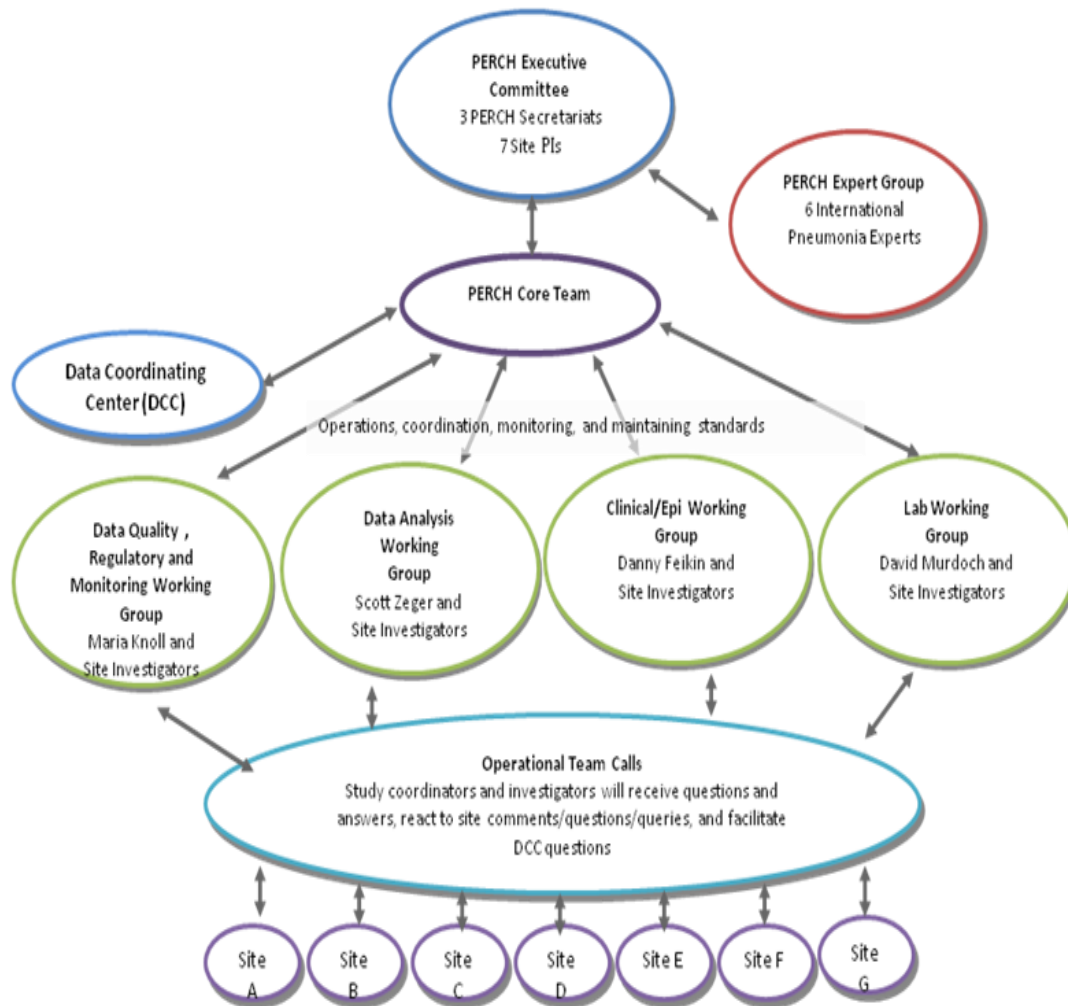 PERCH Executive
Committee
3 PERCH Secretariats
7 Site PIs
PERCH Expert Group
6 International
Pneumonia Experts
PERCH Core Team
Data Coordinating
Center (DCC)
Operations, coordination, monitoring, and maintaining standards
Data Quality ,
Regulatory and
Monitoring Working
Group
Maria Knoll and
Site Investigators
Data Analysis
Working
Group
Scott Zeger and
Site Investigators
Clinical/Epi Working
Group
Danny Feikin and
Site Investigators
Lab Working
Group
David Murdoch and
Site Investigators
Operational Team Calls
Study coordinators and investigators will receive questions and
answers, react to site comments/questions/queries, and facilitate
DCC questions
Site
A
Site
B
Site
C
Site
D
Site E
Site F
Site
G